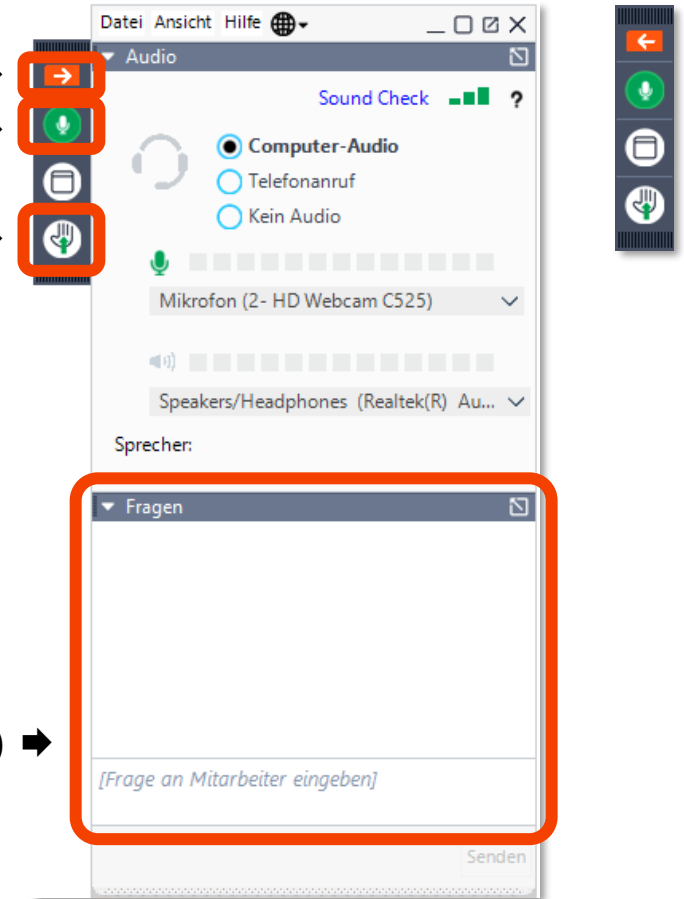 Datei Ansicht Hilfe
Audio
Sound Check ?
Computer-Audio
Telefonanruf
Kein Audio
Mikrofon (2- HD Webcam C525)
Speakers/Headphones (Realtek(R) Au...
Sprecher:
Fragen
)
[Frage an Mitarbeiter eingeben]
Senden